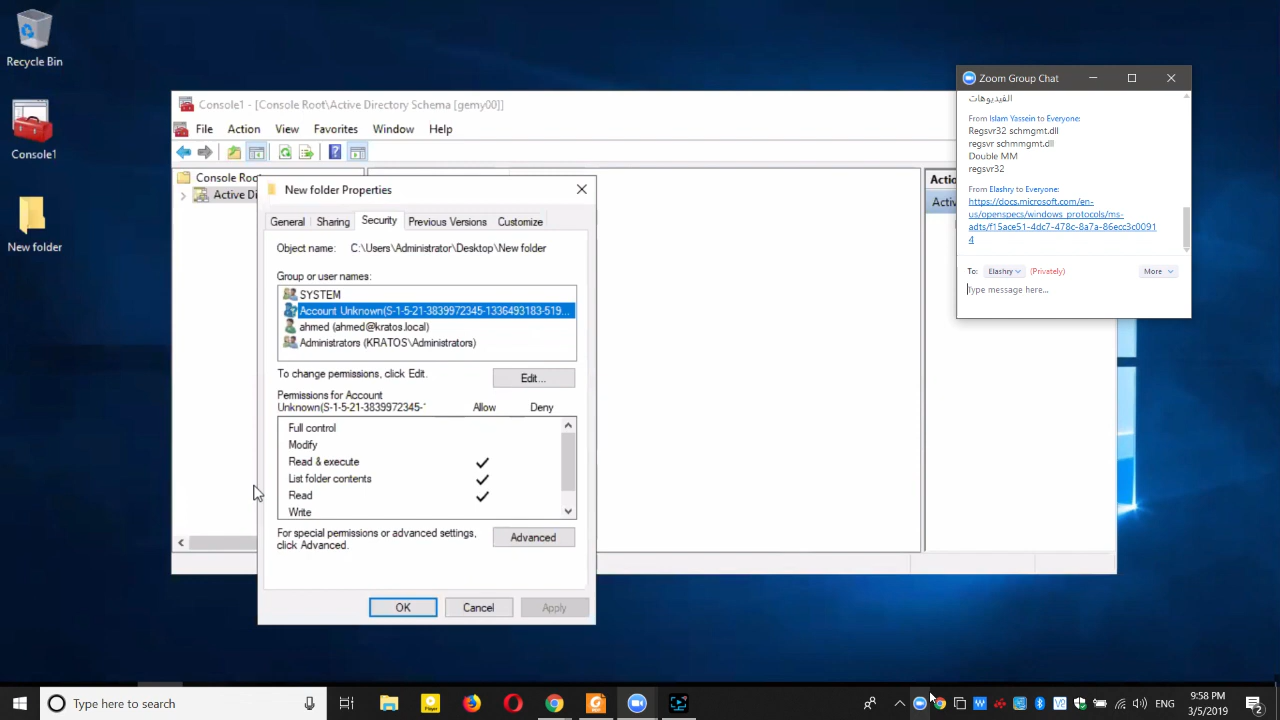 Recycle Bin
Console1
New folder
Console1 - [Console Root\Active Directory Schema [gemy00]]
File Action View Favorites Window Help
Console Roo
Active Di
New folder Properties
General Sharing Security Previous Versions Customize
Object name: C:\Users\Administrator\Desktop\New folder
Group or user names:
SYSTEM
Account Unknown(S-1-5-21-3839972345-1336493183-519...
ahmed (ahmed@kratos.local)
Administrators (KRATOS\Administrators)
To change permissions, click Edit.
Edit...
Permissions for Account
Unknown(S-1-5-21-3839972345-1 Allow Deny
Full control
Modify
Read & execute
List folder contents
Read
Write
For special permissions or advanced settings,
click Advanced.
Advanced
OK Cancel Apply
Actio
Activ
Zoom Group Chat
الفيديوهات
From Islam Yassein to Everyone:
Regsvr32 schmgmt.dll
regsvr schmmgmt.dll
Double MM
regsvr32
From Elashry to Everyone:
https://docs.microsoft.com/en-
us/openspecs/windows_protocols/ms-
adts/f15ace51-4dc7-478c-8a7a-86ecc3c0091
4
To: Elashry (Privately) More
Type message here...
Type here to search
Player
ENG
9:58 PM
3/5/2019
2